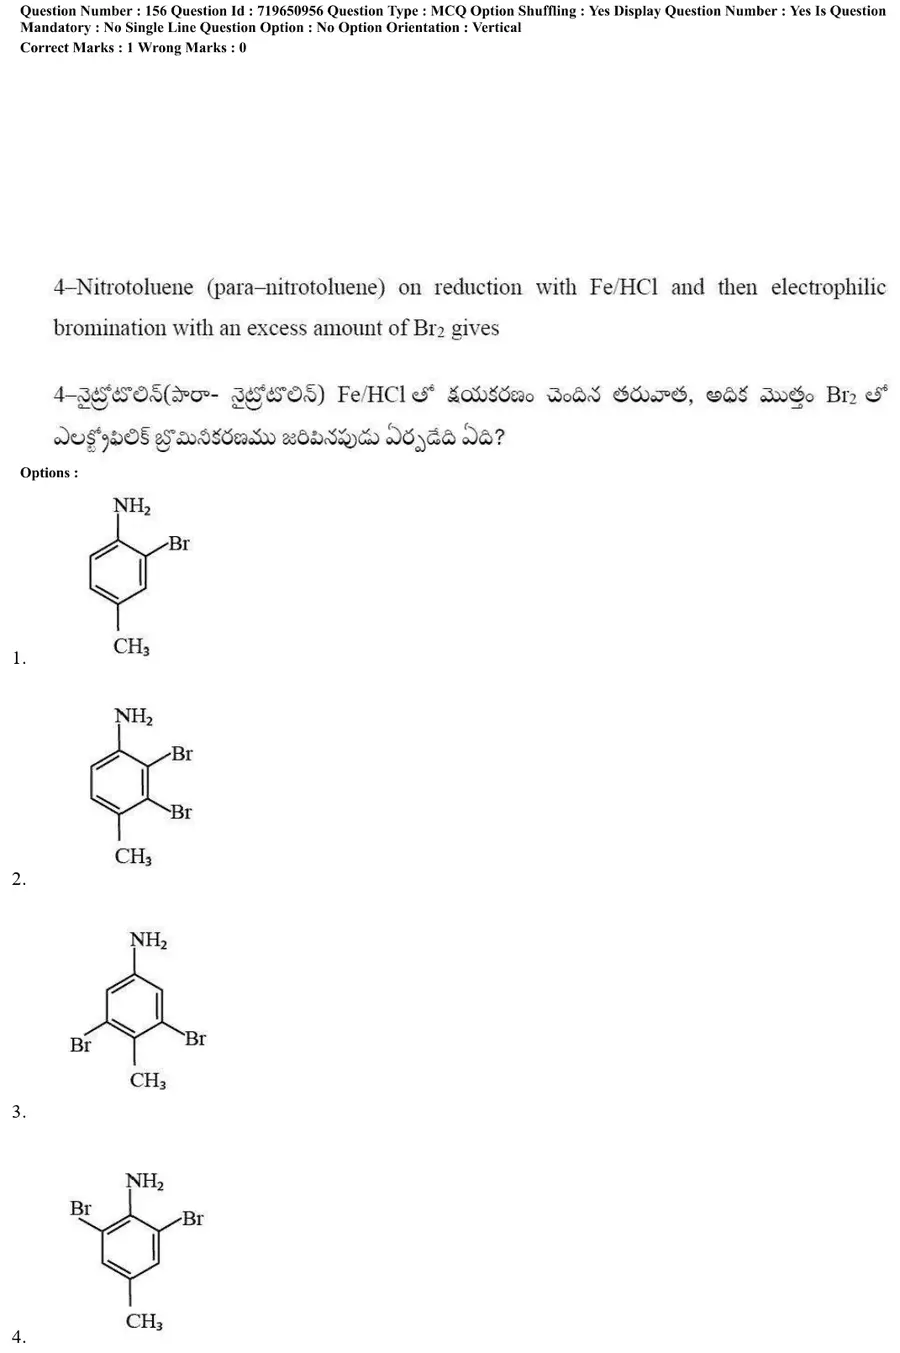 Question Number : 156 Question Id : 719650956 Question Type : MCQ Option Shuffling : Yes Display Question Number : Yes Is Question
Mandatory : No Single Line Question Option : No Option Orientation : Vertical
Correct Marks : 1 Wrong Marks : 0
4–Nitrotoluene (para–nitrotoluene) on reduction with Fe/HCl and then electrophilic
bromination with an excess amount of Br₂ gives
4–నైట్రోటొలిన్(పారా- నైట్రోటొలిన్) Fe/HCl తో క్షయకరణం చెందిన తరువాత, అధిక మొత్తం Br₂ తో
ఎలక్ట్రోఫిలిక్ బ్రొమినీకరణము జరిపినపుడు ఏర్పడేది ఏది?
Options :
NH₂
Br
CH₃
1.
NH₂
Br
Br
CH₃
2.
NH₂
Br Br
CH₃
3.
NH₂
Br Br
CH₃
4.